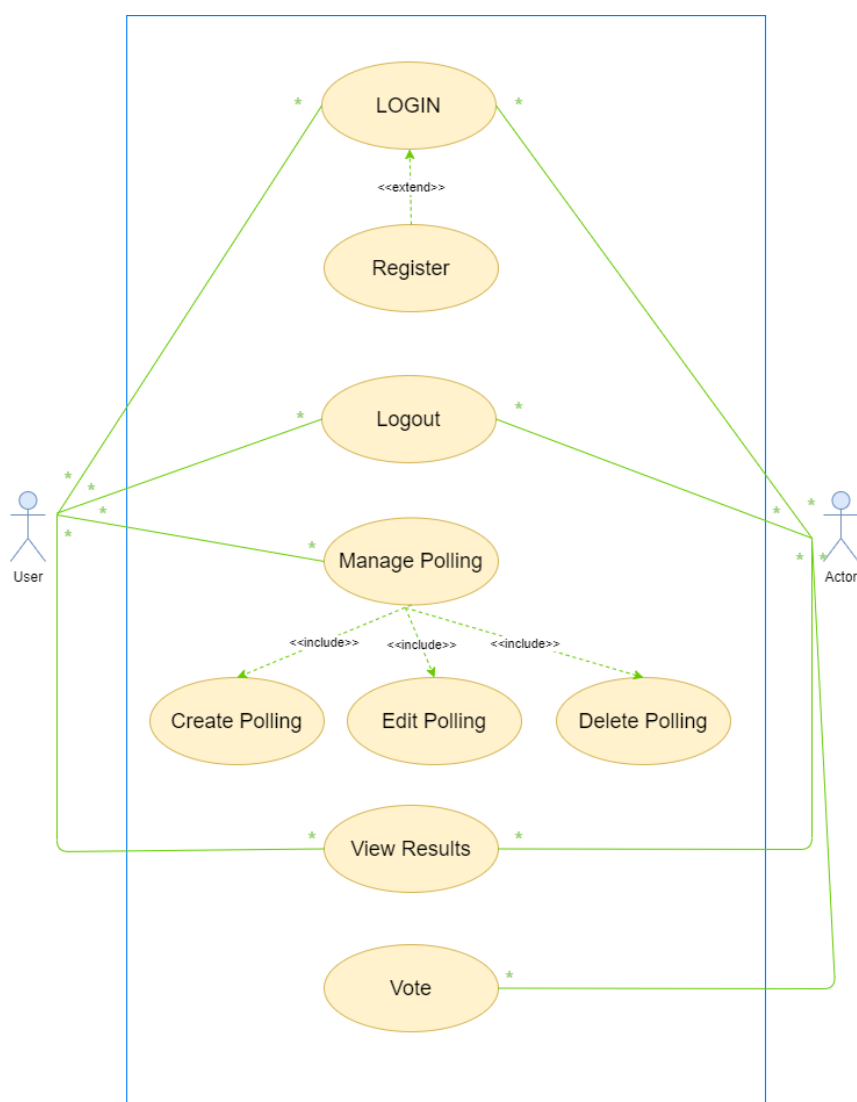 * LOGIN *
<<extend>>
Register
* Logout *
*
*
*
*
*
*
User
Actor
* Manage Polling
* *
<<include>> <<include>> <<include>>
Create Polling Edit Polling Delete Polling
* View Results *
Vote *